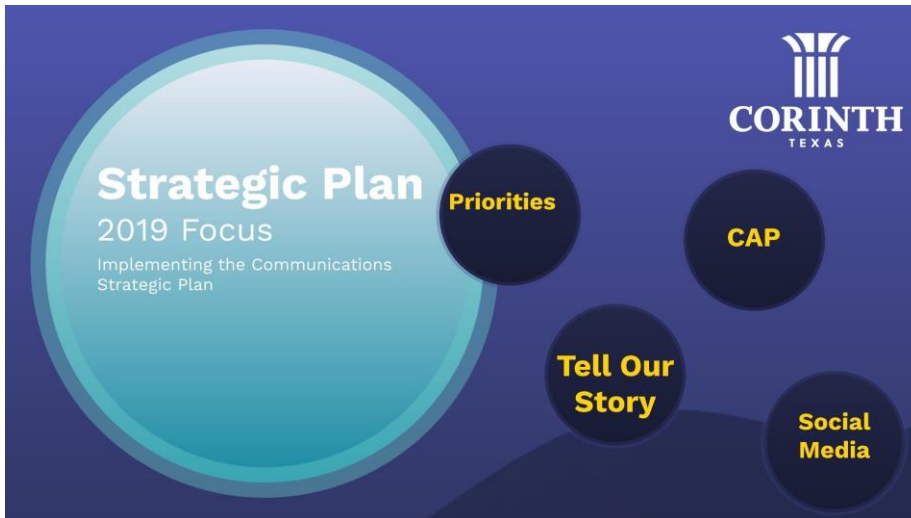 CORINTH
TEXAS
Strategic Plan
2019 Focus
Implementing the Communications
Strategic Plan
Priorities
CAP
Tell Our
Story
Social
Media